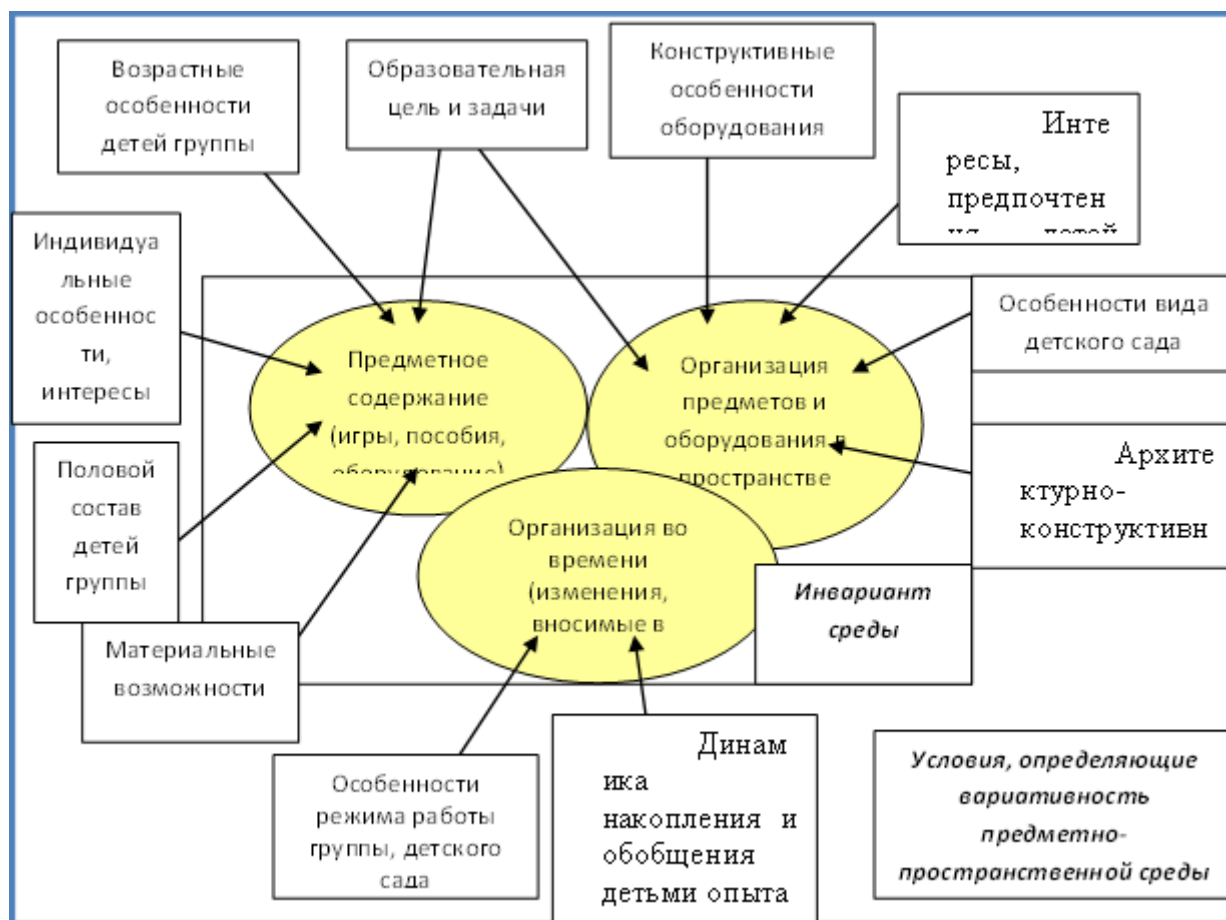 Возрастные
особенности
детей группы
Образовательная
цель и задачи
Конструктивные
особенности
оборудования
Инте
ресы,
предпочтен
Индивидуа
льные
особеннос
ти,
интересы
Особенности вида
детского сада
Предметное
содержание
(игры, пособия,
оборудование)
Организация
предметов и
оборудования в
пространстве
Архите
ктурно-
конструктивн
Половой
состав
детей
группы
Организация во
времени
(изменения,
вносимые в
Инвариант
среды
Материальные
возможности
Особенности
режима работы
группы, детского
сада
Динам
ика
накопления и
обобщения
детьми опыта
Условия, определяющие
вариативность
предметно-
пространственной среды